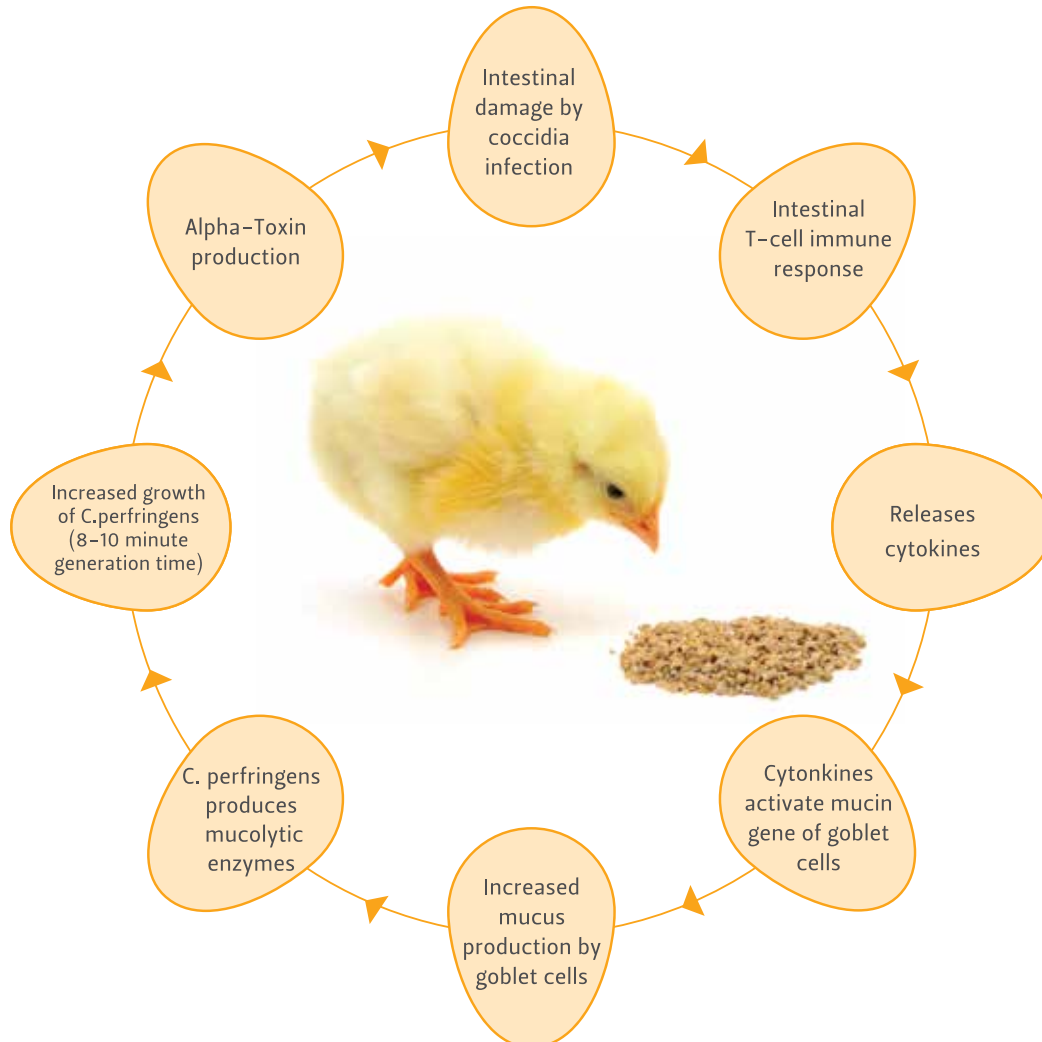 Intestinal
damage by
coccidia
infection
Intestinal
T-cell immune
response
Releases
cytokines
Cytonkines
activate mucin
gene of goblet
cells
Increased
mucus
production by
goblet cells
C. perfringens
produces
mucolytic
enzymes
Increased growth
of C.perfringens
(8-10 minute
generation time)
Alpha-Toxin
production